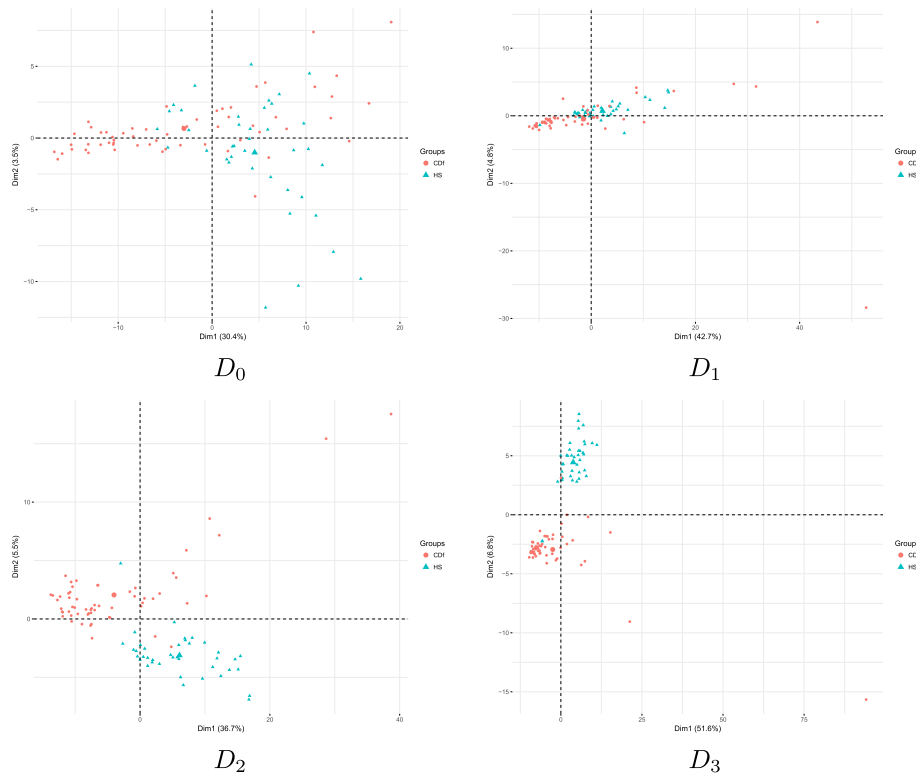 5
0
−5
−10
Dim2 (3.5%)
−10
0
10
20
Dim1 (30.4%)
Groups
CDI
HS
D0
10
0
−10
−20
−30
Dim2 (4.8%)
0
20
40
Dim1 (42.7%)
Group
CD
HS
D1
10
0
Dim2 (5.5%)
0
20
40
Dim1 (36.7%)
Groups
CDI
HS
D2
5
0
−5
−10
−15
Dim2 (6.8%)
0
25
50
75
Dim1 (51.6%)
Group
CD
HS
D3